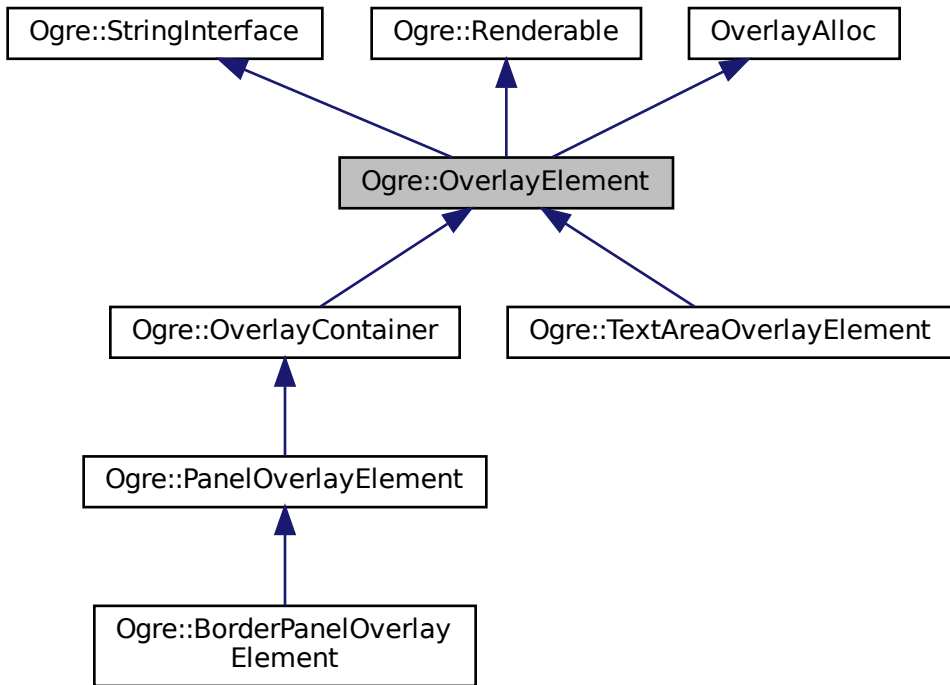 Ogre::StringInterface
Ogre::Renderable
OverlayAlloc
Ogre::OverlayElement
Ogre::OverlayContainer
Ogre::TextAreaOverlayElement
Ogre::PanelOverlayElement
Ogre::BorderPanelOverlay
Element